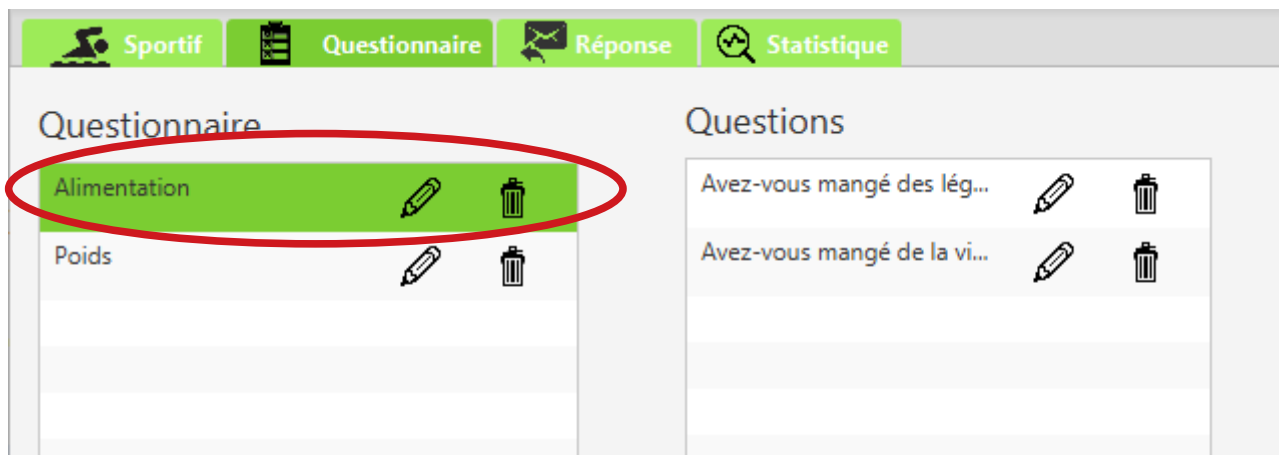 Sportif Questionnaire Réponse Statistique
Questionnaire
Alimentation
Poids
Questions
Avez-vous mangé des lég...
Avez-vous mangé de la vi...